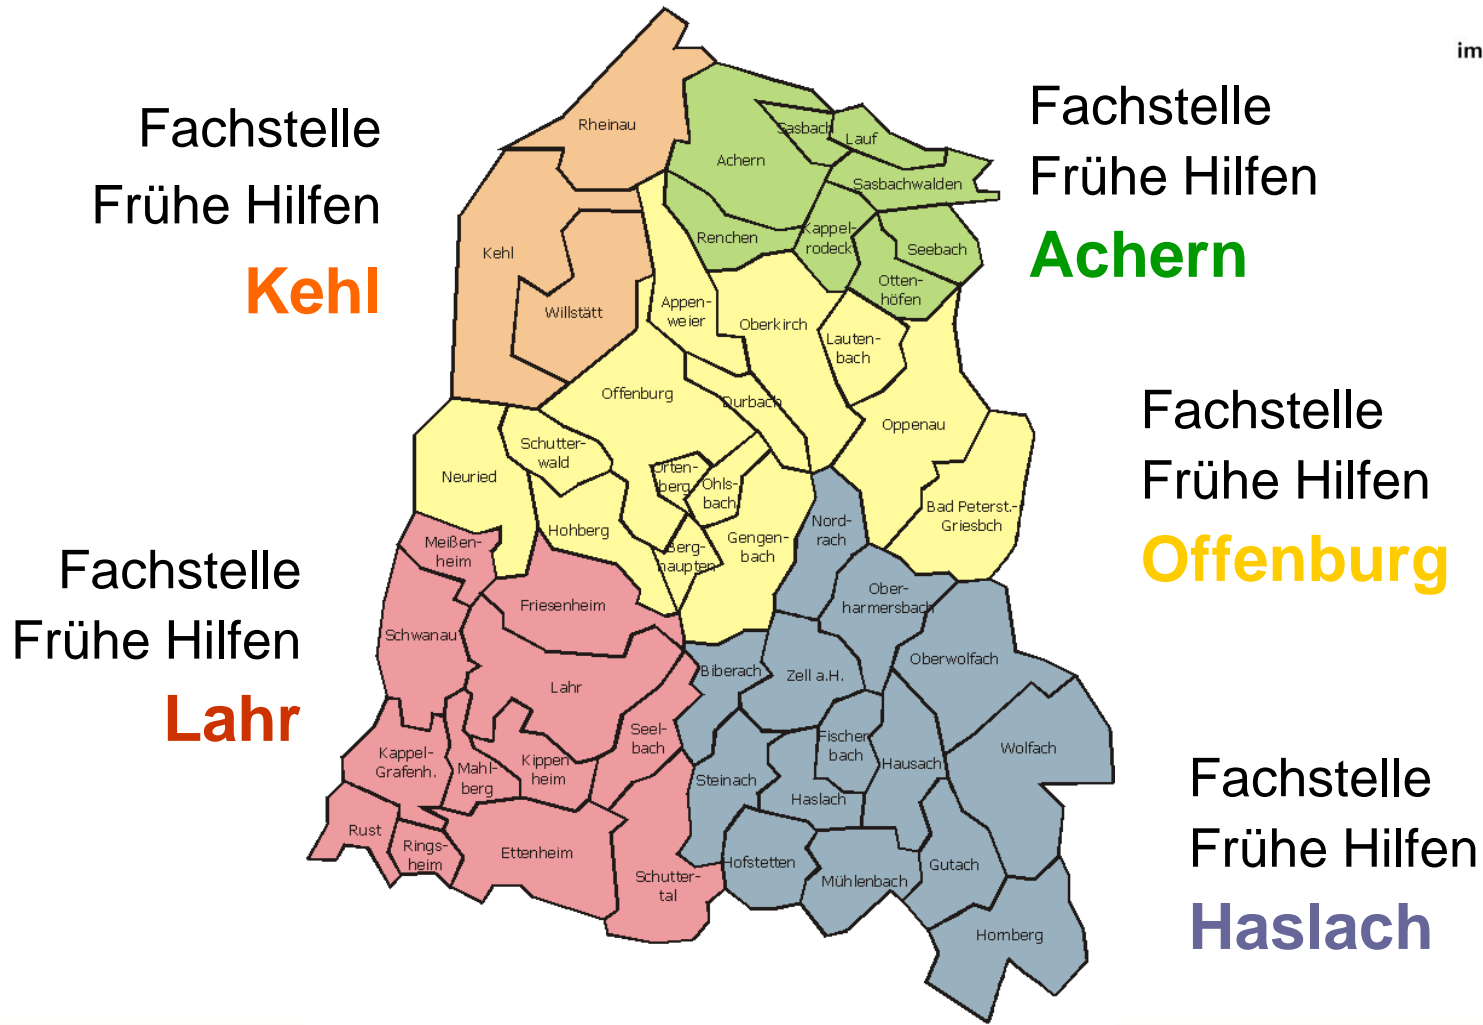 im
Fachstelle
Frühe Hilfen
Kehl
Fachstelle
Frühe Hilfen
Achern
Fachstelle
Frühe Hilfen
Offenburg
Fachstelle
Frühe Hilfen
Lahr
Fachstelle
Frühe Hilfen
Haslach
Rheinau
Kehl
Willstätt
Achern
Sasbach
Lauf
Sasbachwalden
Renchen
Kappel-
rodeck
Seebach
Otten-
höfen
Appen-
weier
Oberkirch
Lauten-
bach
Offenburg
Durbach
Oppenau
Schutter-
wald
Neuried
Orten-
berg
Ohls-
bach
Hohberg
Berg-
haupten
Gengen-
bach
Bad Peterst.-
Griesbch
Nord-
rach
Meißen-
heim
Friesenheim
Schwanau
Lahr
Seel-
bach
Kappel-
Grafenh.
Mahl-
berg
Kippen
heim
Rust
Rings-
heim
Ettenheim
Schutter-
tal
Ober-
harmersbach
Biberach
Zell a.H.
Oberwolfach
Fischer
bach
Hausach
Wolfach
Steinach
Haslach
Hofstetten
Mühlenbach
Gutach
Hornberg